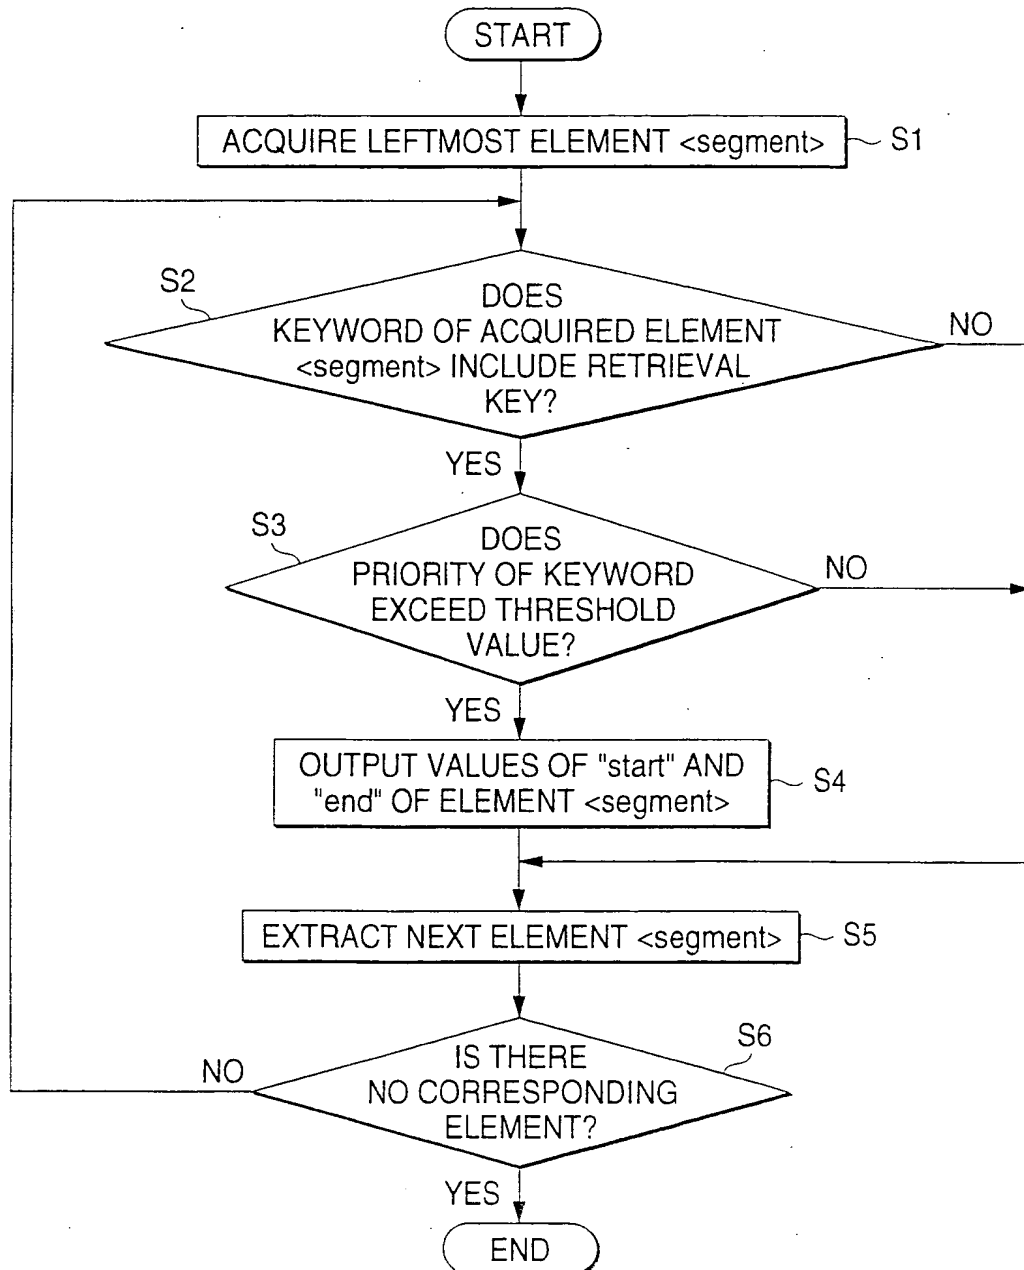 START
ACQUIRE LEFTMOST ELEMENT <segment>
S1
S2
DOES
KEYWORD OF ACQUIRED ELEMENT
<segment> INCLUDE RETRIEVAL
KEY?
NO
YES
S3
DOES
PRIORITY OF KEYWORD
EXCEED THRESHOLD
VALUE?
NO
YES
OUTPUT VALUES OF "start" AND
"end" OF ELEMENT <segment>
S4
EXTRACT NEXT ELEMENT <segment>
S5
S6
IS THERE
NO CORRESPONDING
ELEMENT?
NO
YES
END